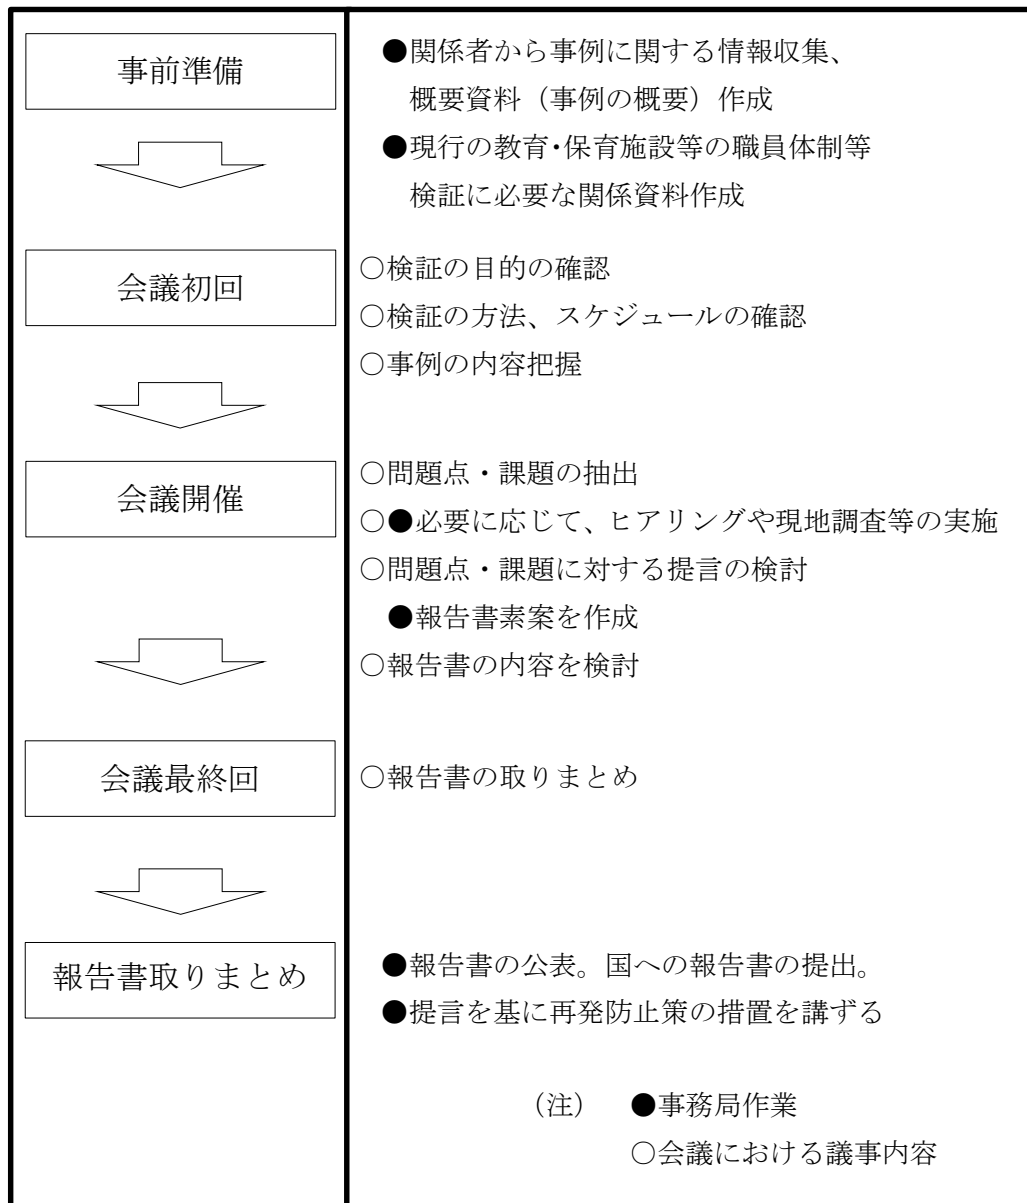 事前準備
●関係者から事例に関する情報収集、
概要資料（事例の概要）作成
●現行の教育・保育施設等の職員体制等
検証に必要な関係資料作成
会議初回
○検証の目的の確認
○検証の方法、スケジュールの確認
○事例の内容把握
会議開催
○問題点・課題の抽出
○●必要に応じて、ヒアリングや現地調査等の実施
○問題点・課題に対する提言の検討
●報告書素案を作成
○報告書の内容を検討
会議最終回
○報告書の取りまとめ
報告書取りまとめ
●報告書の公表。国への報告書の提出。
●提言を基に再発防止策の措置を講ずる
（注）　●事務局作業
○会議における議事内容